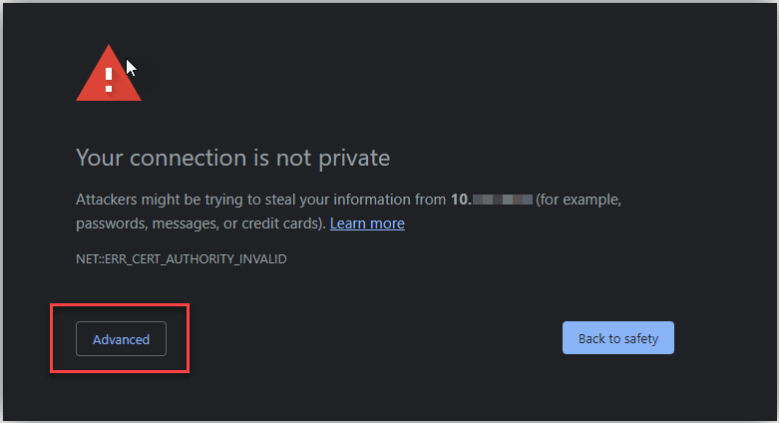 Your connection is not private
Attackers might be trying to steal your information from 10. (for example,
passwords, messages, or credit cards). Learn more
NET::ERR_CERT_AUTHORITY_INVALID
Advanced
Back to safety